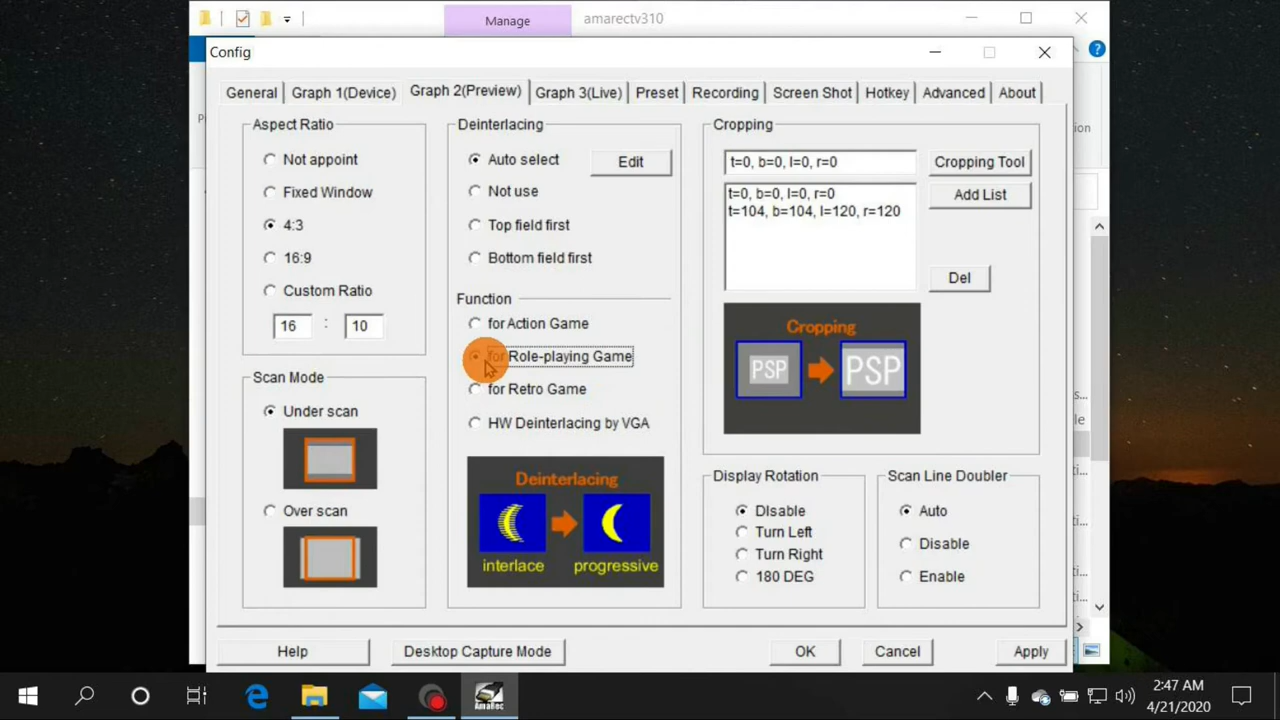 Manage
amarectv310
Config
General
Graph 1(Device)
Graph 2(Preview)
Graph 3(Live)
Preset
Recording
Screen Shot
Hotkey
Advanced
About
Aspect Ratio
Not appoint
Fixed Window
4:3
16:9
Custom Ratio
16 : 10
Scan Mode
Under scan
Over scan
Deinterlacing
Auto select
Edit
Not use
Top field first
Bottom field first
Function
for Action Game
for Role-playing Game
for Retro Game
HW Deinterlacing by VGA
Deinterlacing
interlace
progressive
Cropping
t=0, b=0, l=0, r=0
Cropping Tool
t=0, b=0, l=0, r=0
t=104, b=104, l=120, r=120
Add List
Del
Cropping
PSP
PSP
Display Rotation
DIsable
Turn Left
Turn Right
180 DEG
Scan Line Doubler
Auto
Disable
Enable
Help
Desktop Capture Mode
OK
Cancel
Apply
AmaRec
2:47 AM
4/21/2020